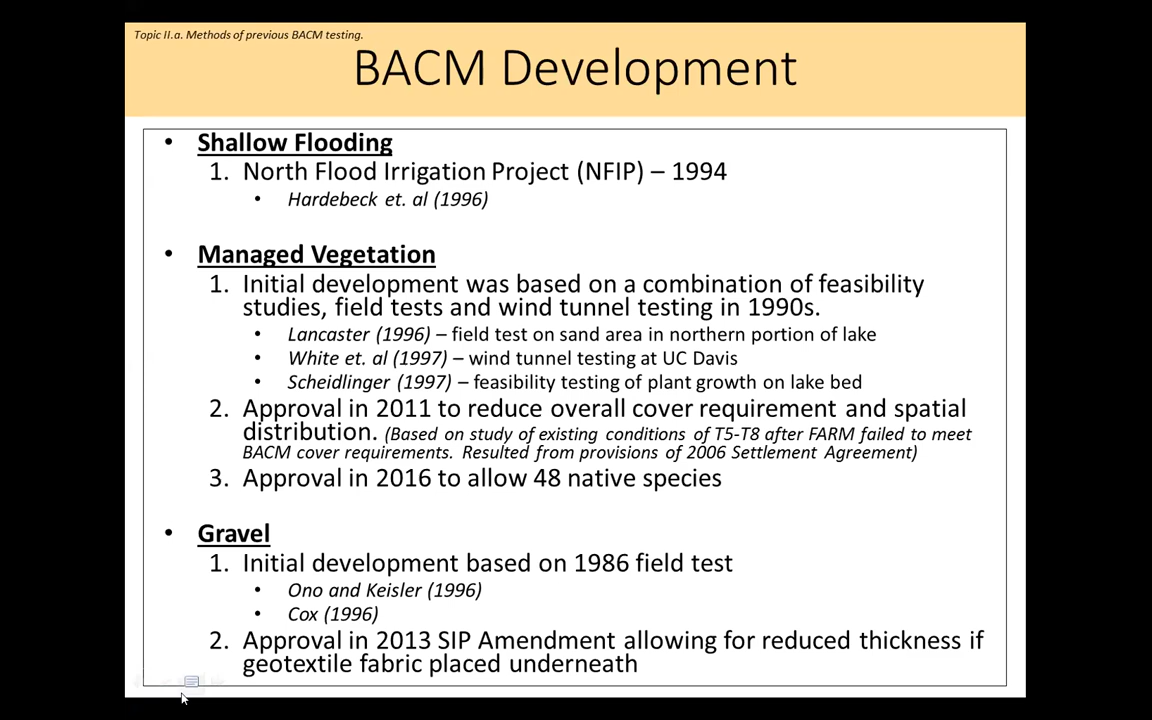 Topic II.a. Methods of previous BACM testing.
BACM Development
• Shallow Flooding
1. North Flood Irrigation Project (NFIP) – 1994
• Hardebeck et. al (1996)
• Managed Vegetation
1. Initial development was based on a combination of feasibility
studies, field tests and wind tunnel testing in 1990s.
• Lancaster (1996) – field test on sand area in northern portion of lake
• White et. al (1997) – wind tunnel testing at UC Davis
• Scheidlinger (1997) – feasibility testing of plant growth on lake bed
2. Approval in 2011 to reduce overall cover requirement and spatial
distribution. (Based on study of existing conditions of T5-T8 after FARM failed to meet
BACM cover requirements. Resulted from provisions of 2006 Settlement Agreement)
3. Approval in 2016 to allow 48 native species
• Gravel
1. Initial development based on 1986 field test
• Ono and Keisler (1996)
• Cox (1996)
2. Approval in 2013 SIP Amendment allowing for reduced thickness if
geotextile fabric placed underneath